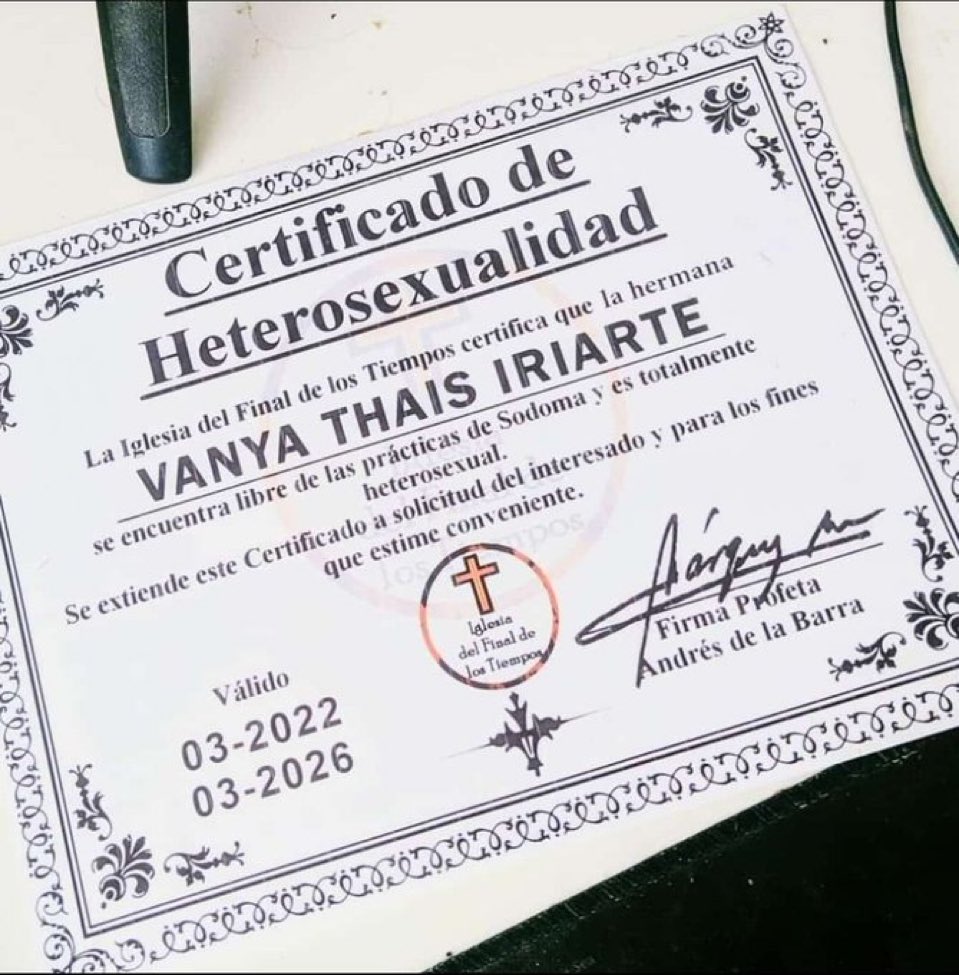 Certificado de
Heterosexualidad
La Iglesia del Final de los Tiempos certifica que la hermana
VANYA THAIS IRIARTE
se encuentra libre de las prácticas de Sodoma y es totalmente
heterosexual.
Se extiende este Certificado a solicitud del interesado y para los fines
que estime conveniente.
Iglesia
del Final de
los Tiempos
Firma Profeta
Andrés de la Barra
Válido
03-2022
03-2026